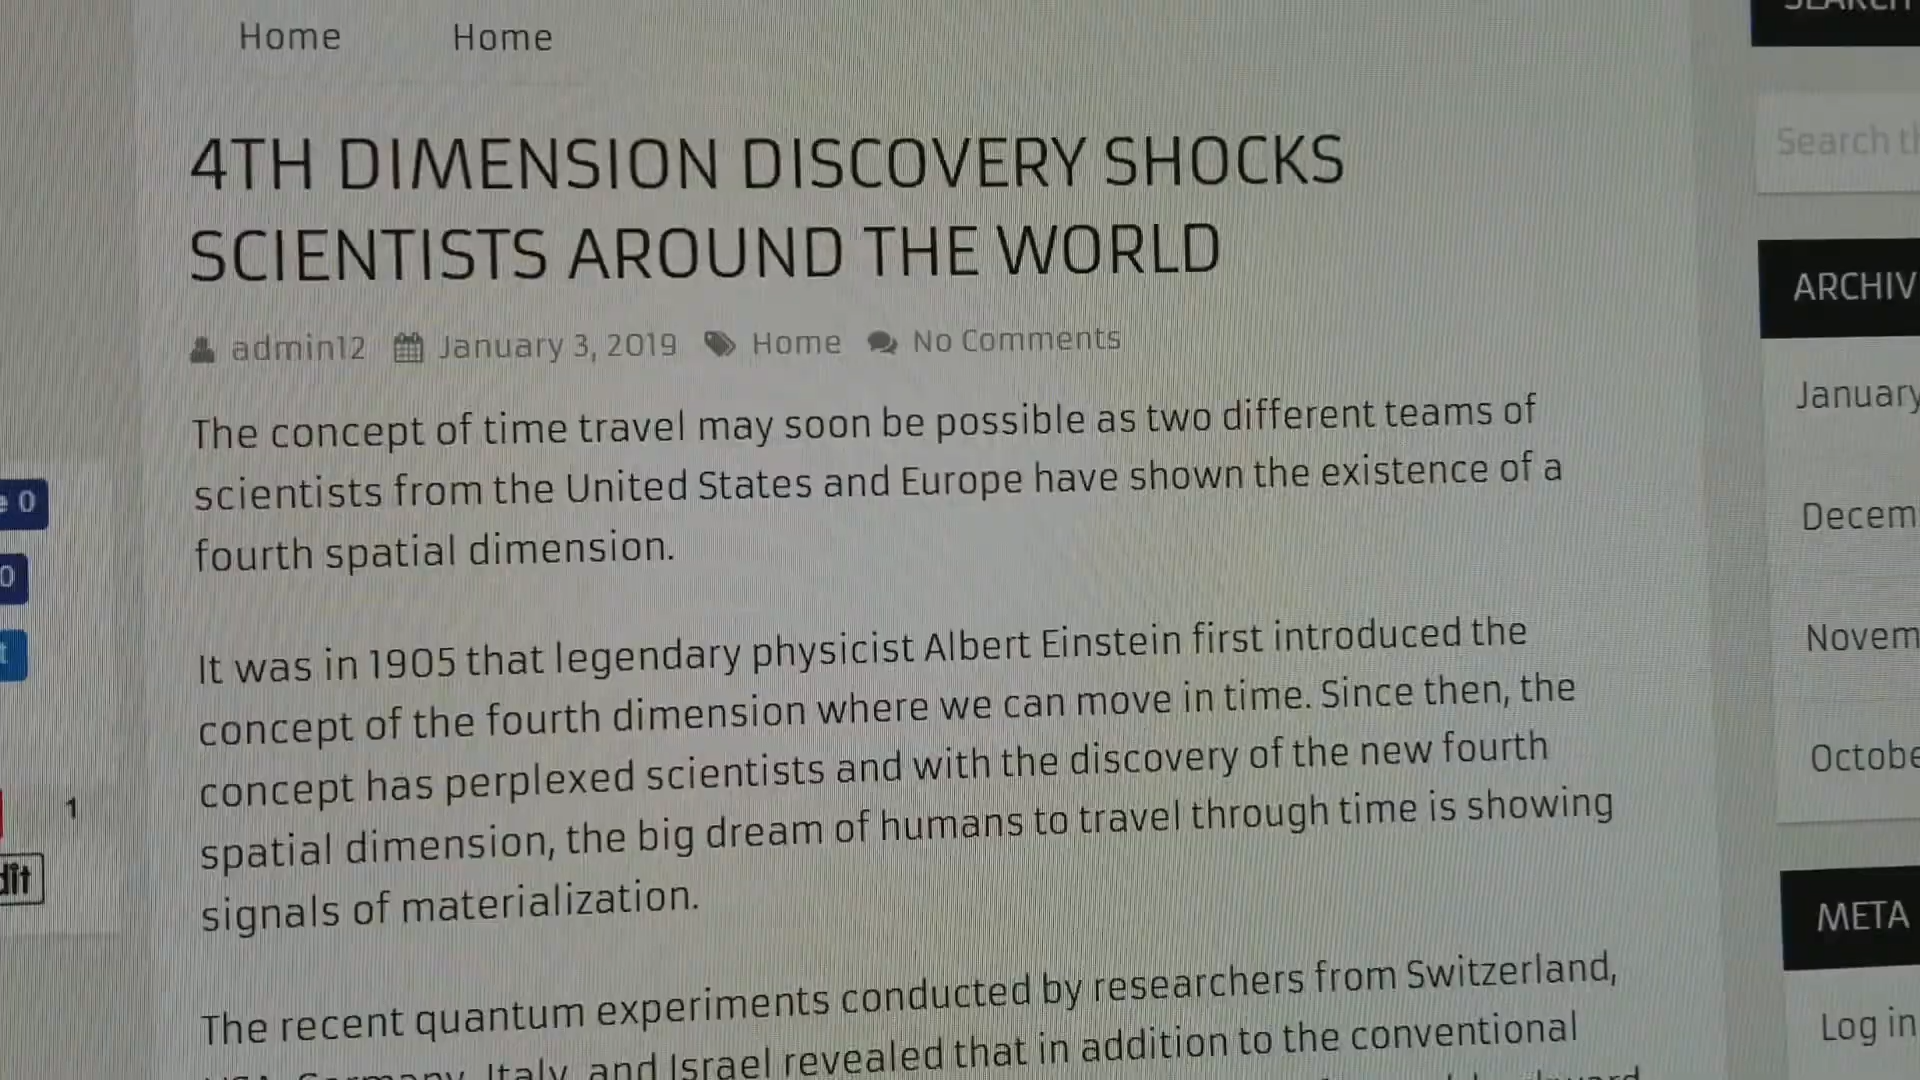 Home Home
4TH DIMENSION DISCOVERY SHOCKS
SCIENTISTS AROUND THE WORLD
admin12 January 3, 2019 Home No Comments
The concept of time travel may soon be possible as two different teams of
scientists from the United States and Europe have shown the existence of a
fourth spatial dimension.
It was in 1905 that legendary physicist Albert Einstein first introduced the
concept of the fourth dimension where we can move in time. Since then, the
concept has perplexed scientists and with the discovery of the new fourth
spatial dimension, the big dream of humans to travel through time is showing
signals of materialization.
The recent quantum experiments conducted by researchers from Switzerland,
Italy, and Israel revealed that in addition to the conventional
0
0
1
Search
ARCHIV
January
Decem
Novem
Octobe
META
Log in